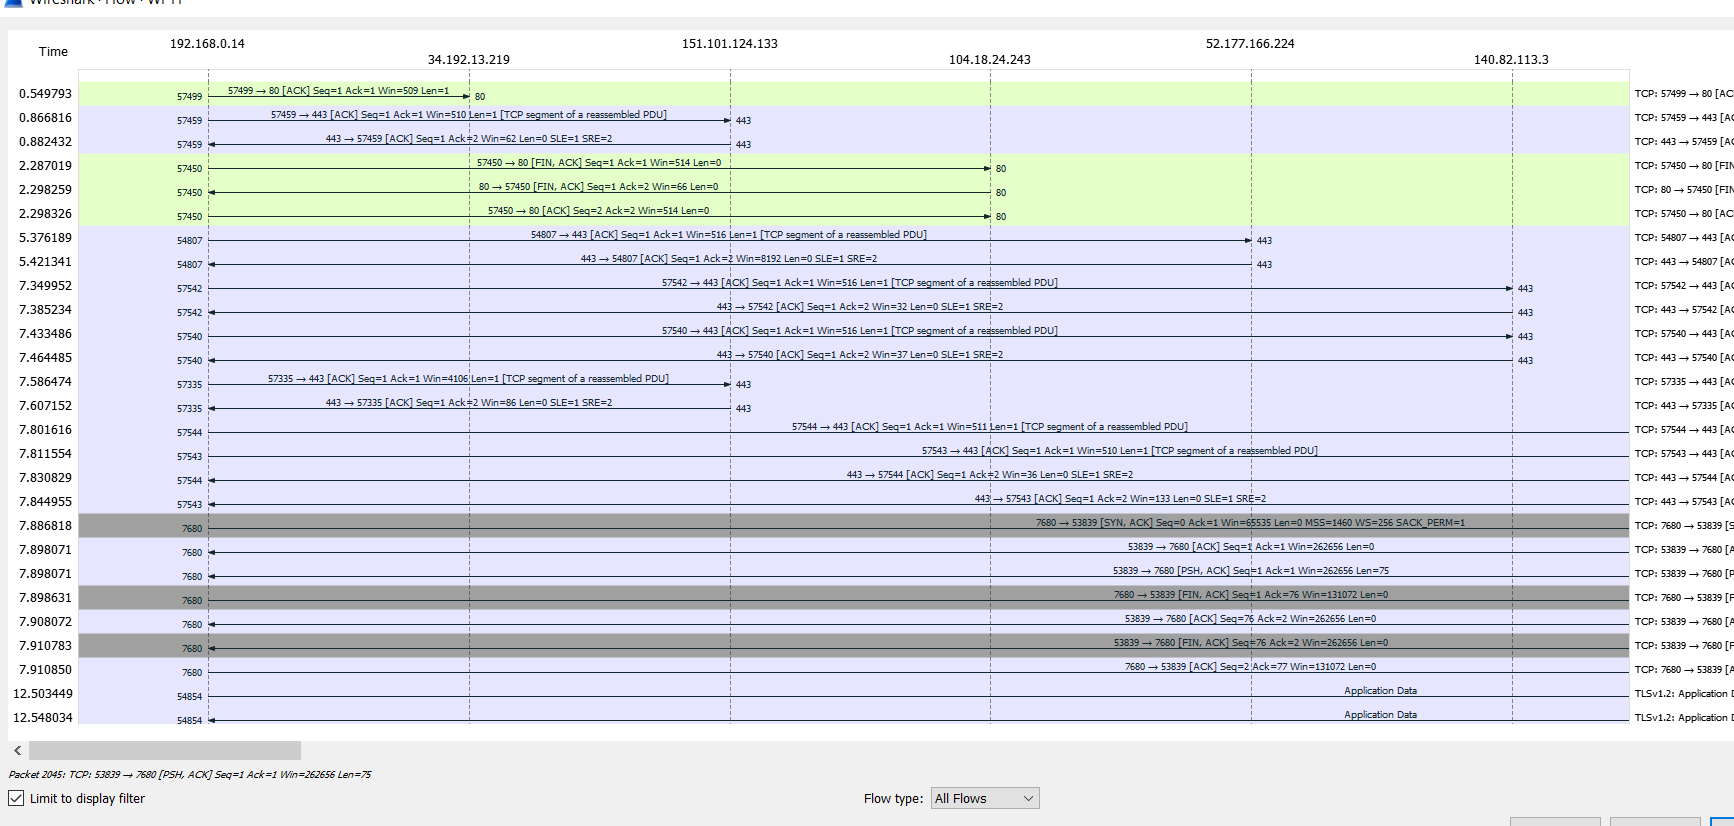 Wireshark · Flow · Wi-Fi
192.168.0.14 151.101.124.133 52.177.166.224
Time
34.192.13.219 104.18.24.243 140.82.113.3
0.549793 57499 57499 → 80 [ACK] Seq=1 Ack=1 Win=509 Len=1 80 TCP: 57499 → 80 [AC
0.866816 57459 57459 → 443 [ACK] Seq=1 Ack=1 Win=510 Len=1 [TCP segment of a reassembled PDU] 443 TCP: 57459 → 443 [AC
0.882432 57459 443 → 57459 [ACK] Seq=1 Ack=2 Win=62 Len=0 SLE=1 SRE=2 443 TCP: 443 → 57459 [AC
2.287019 57450 57450 → 80 [FIN, ACK] Seq=1 Ack=1 Win=514 Len=0 80 TCP: 57450 → 80 [FIN
2.298259 57450 80 → 57450 [FIN, ACK] Seq=1 Ack=2 Win=66 Len=0 80 TCP: 80 → 57450 [FIN
2.298326 57450 57450 → 80 [ACK] Seq=2 Ack=2 Win=514 Len=0 80 TCP: 57450 → 80 [AC
5.376189 54807 54807 → 443 [ACK] Seq=1 Ack=1 Win=516 Len=1 [TCP segment of a reassembled PDU] 443 TCP: 54807 → 443 [AC
5.421341 54807 443 → 54807 [ACK] Seq=1 Ack=2 Win=8192 Len=0 SLE=1 SRE=2 443 TCP: 443 → 54807 [AC
7.349952 57542 57542 → 443 [ACK] Seq=1 Ack=1 Win=516 Len=1 [TCP segment of a reassembled PDU] 443 TCP: 57542 → 443 [AC
7.385234 57542 443 → 57542 [ACK] Seq=1 Ack=2 Win=32 Len=0 SLE=1 SRE=2 443 TCP: 443 → 57542 [AC
7.433486 57540 57540 → 443 [ACK] Seq=1 Ack=1 Win=516 Len=1 [TCP segment of a reassembled PDU] 443 TCP: 57540 → 443 [AC
7.464485 57540 443 → 57540 [ACK] Seq=1 Ack=2 Win=37 Len=0 SLE=1 SRE=2 443 TCP: 443 → 57540 [AC
7.586474 57335 57335 → 443 [ACK] Seq=1 Ack=1 Win=4106 Len=1 [TCP segment of a reassembled PDU] 443 TCP: 57335 → 443 [AC
7.607152 57335 443 → 57335 [ACK] Seq=1 Ack=2 Win=86 Len=0 SLE=1 SRE=2 443 TCP: 443 → 57335 [AC
7.801616 57544 57544 → 443 [ACK] Seq=1 Ack=1 Win=511 Len=1 [TCP segment of a reassembled PDU] TCP: 57544 → 443 [AC
7.811554 57543 57543 → 443 [ACK] Seq=1 Ack=1 Win=510 Len=1 [TCP segment of a reassembled PDU] TCP: 57543 → 443 [AC
7.830829 57544 443 → 57544 [ACK] Seq=1 Ack=2 Win=36 Len=0 SLE=1 SRE=2 TCP: 443 → 57544 [AC
7.844955 57543 443 → 57543 [ACK] Seq=1 Ack=2 Win=133 Len=0 SLE=1 SRE=2 TCP: 443 → 57543 [AC
7.886818 7680 7680 → 53839 [SYN, ACK] Seq=0 Ack=1 Win=65535 Len=0 MSS=1460 WS=256 SACK_PERM=1 TCP: 7680 → 53839 [S
7.898071 7680 53839 → 7680 [ACK] Seq=1 Ack=1 Win=262656 Len=0 TCP: 53839 → 7680 [A
7.898071 7680 53839 → 7680 [PSH, ACK] Seq=1 Ack=1 Win=262656 Len=75 TCP: 53839 → 7680 [P
7.898631 7680 7680 → 53839 [FIN, ACK] Seq=1 Ack=76 Win=131072 Len=0 TCP: 7680 → 53839 [F
7.908072 7680 53839 → 7680 [ACK] Seq=76 Ack=2 Win=262656 Len=0 TCP: 53839 → 7680 [A
7.910783 7680 53839 → 7680 [FIN, ACK] Seq=76 Ack=2 Win=262656 Len=0 TCP: 53839 → 7680 [F
7.910850 7680 7680 → 53839 [ACK] Seq=2 Ack=77 Win=131072 Len=0 TCP: 7680 → 53839 [A
12.503449 54854 Application Data TLSv1.2: Application D
12.548034 54854 Application Data TLSv1.2: Application D
Packet 2045: TCP: 53839 → 7680 [PSH, ACK] Seq=1 Ack=1 Win=262656 Len=75
Limit to display filter Flow type: All Flows